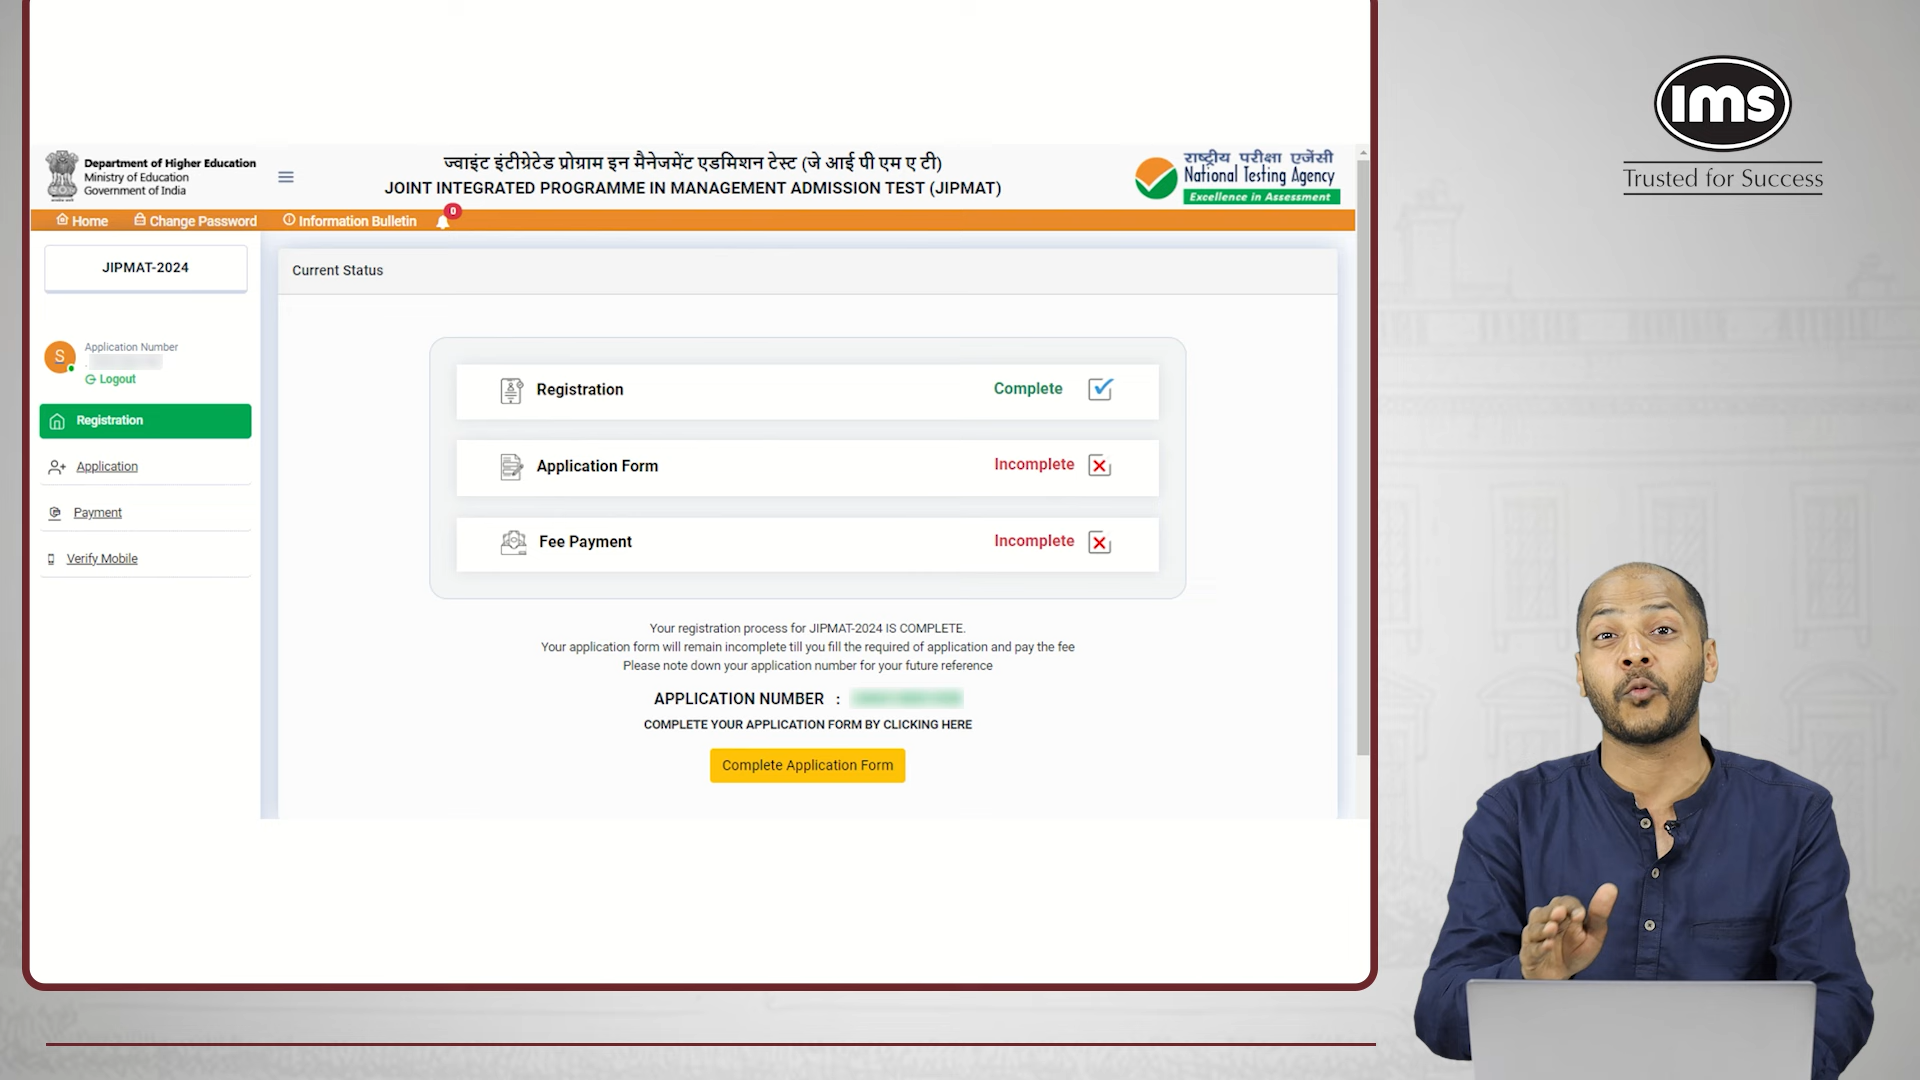 ims
Trusted for Success
Department of Higher Education
Ministry of Education
Government of India
ज्वाइंट इंटीग्रेटेड प्रोग्राम इन मैनेजमेंट एडमिशन टेस्ट (जे आई पी एम ए टी)
JOINT INTEGRATED PROGRAMME IN MANAGEMENT ADMISSION TEST (JIPMAT)
राष्ट्रीय परीक्षा एजेंसी
National Testing Agency
Excellence in Assessment
Home Change Password Information Bulletin 0
JIPMAT-2024
S
Application Number
Logout
Registration
Application
Payment
Verify Mobile
Current Status
Registration Complete
Application Form Incomplete
Fee Payment Incomplete
Your registration process for JIPMAT-2024 IS COMPLETE.
Your application form will remain incomplete till you fill the required of application and pay the fee
Please note down your application number for your future reference
APPLICATION NUMBER :
COMPLETE YOUR APPLICATION FORM BY CLICKING HERE
Complete Application Form